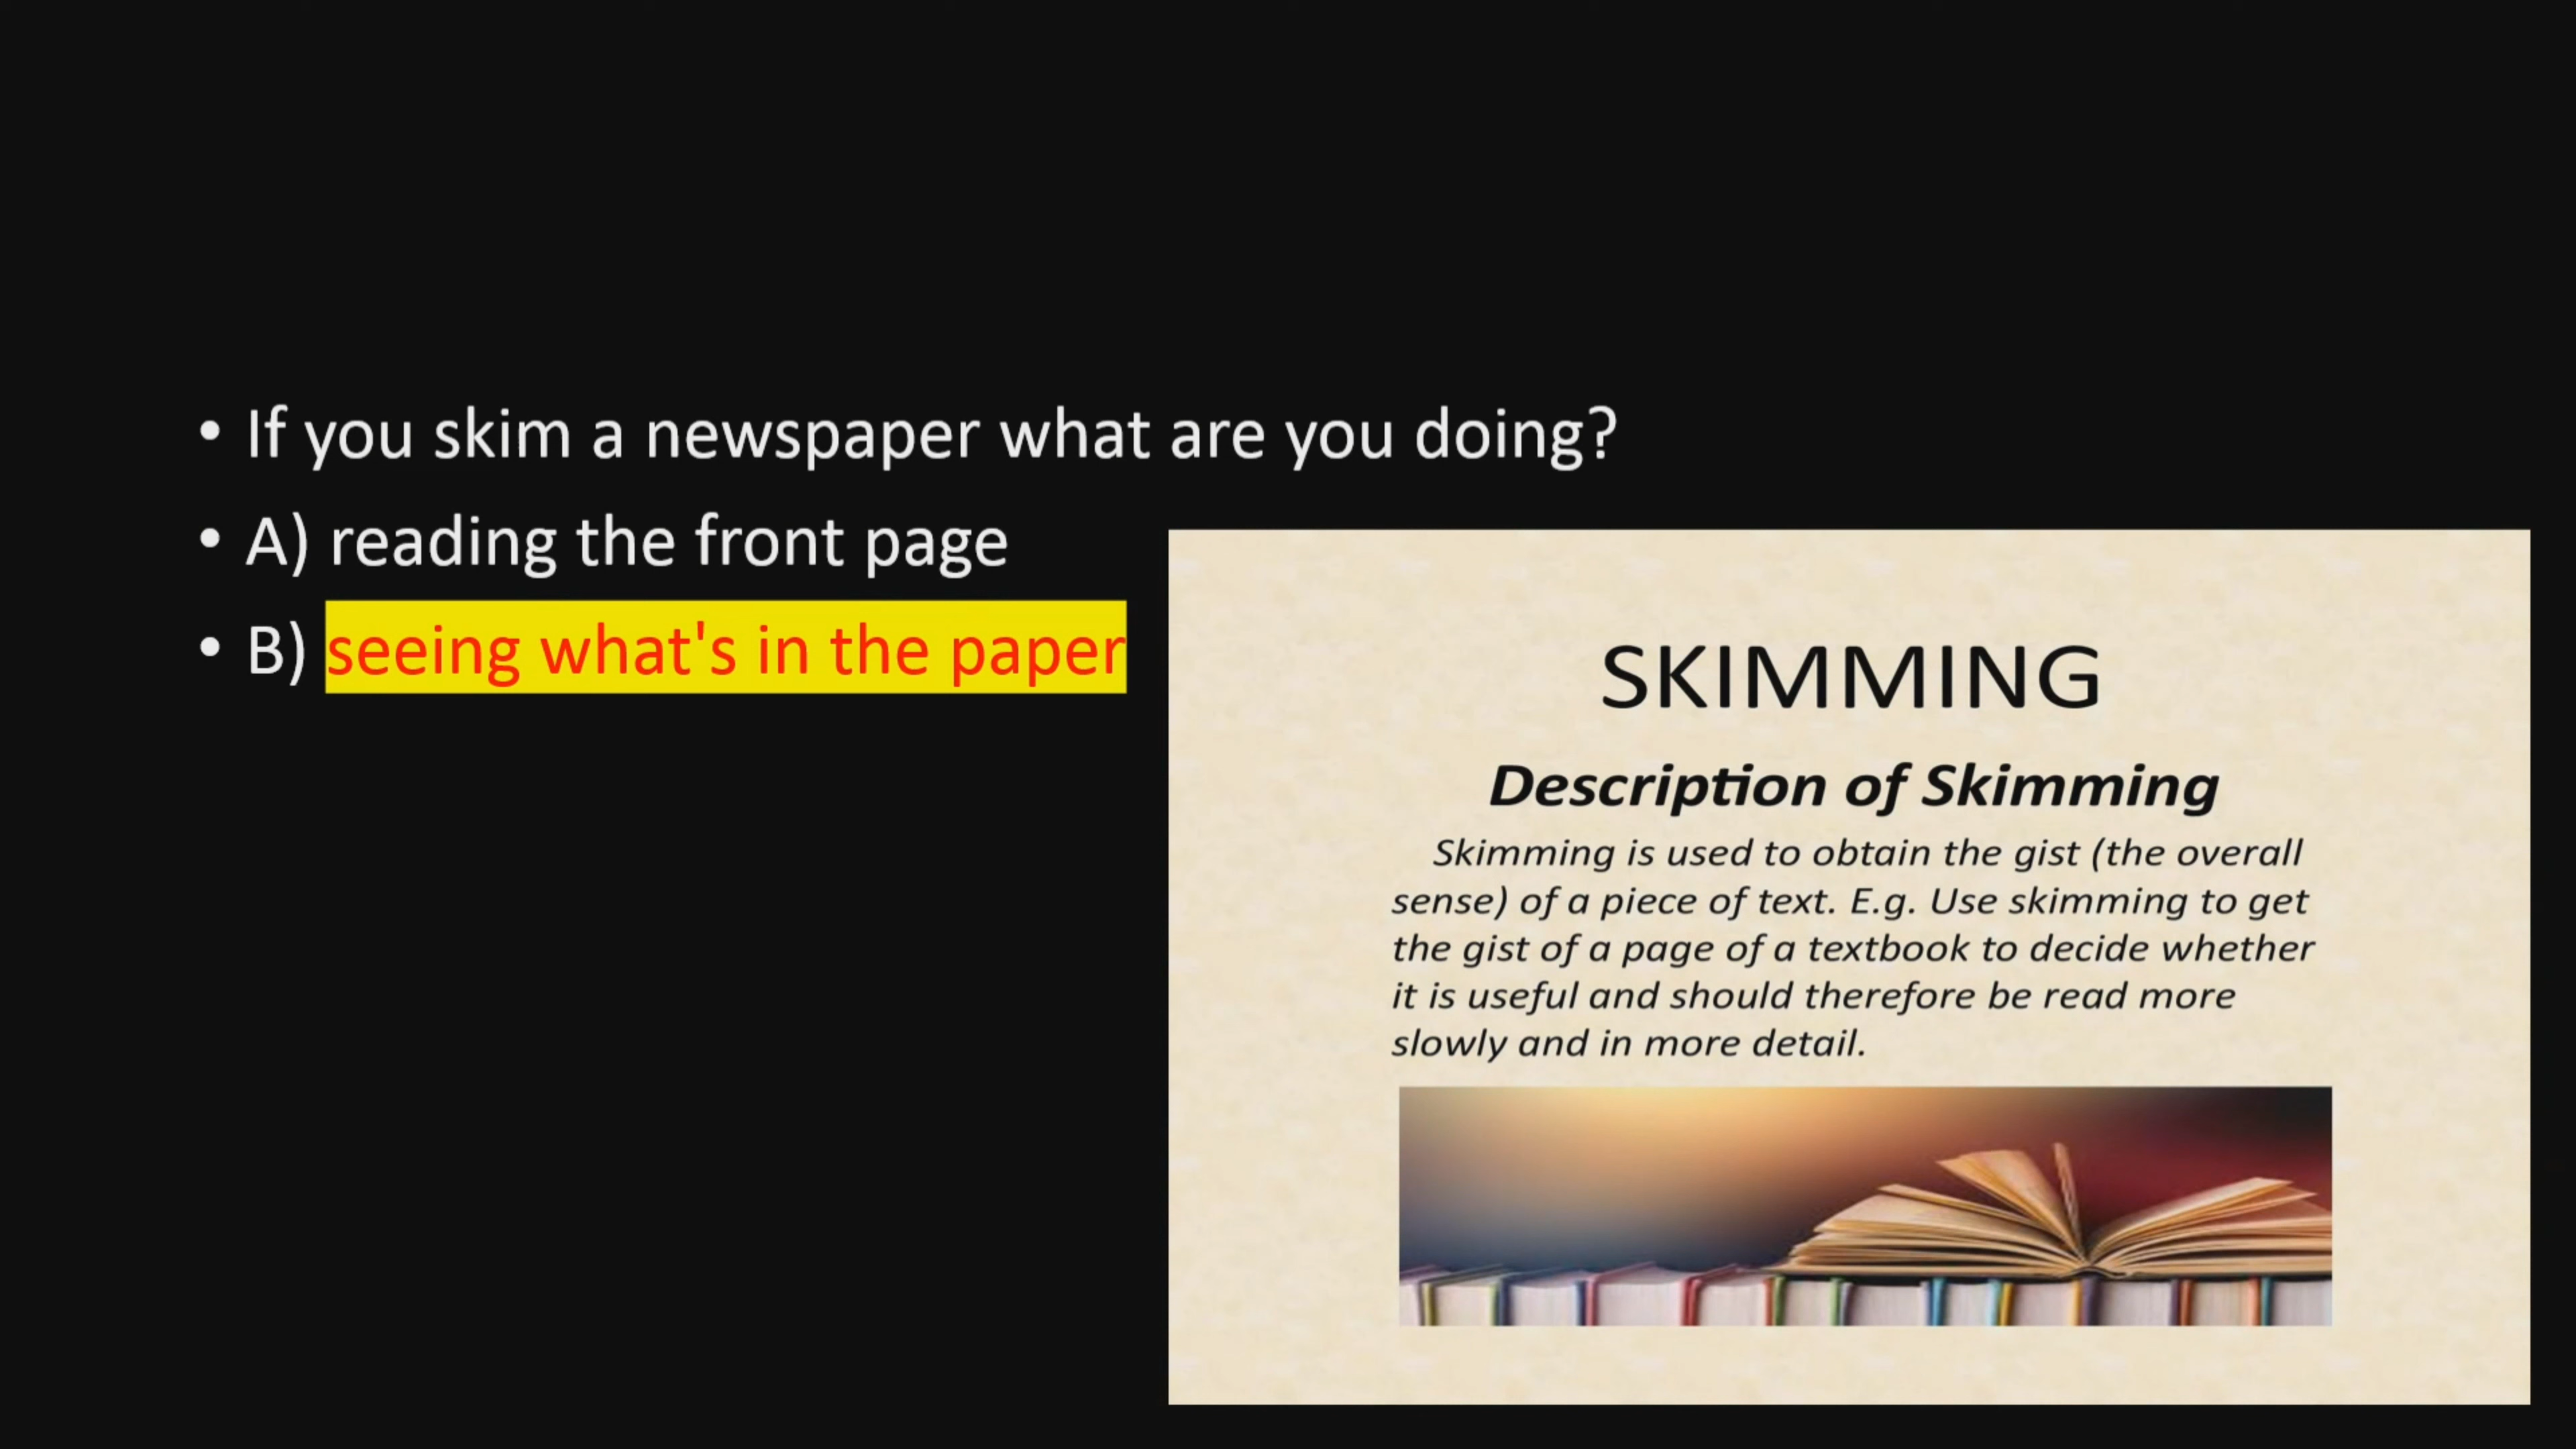 • If you skim a newspaper what are you doing?
• A) reading the front page
• B) seeing what's in the paper
SKIMMING
Description of Skimming
Skimming is used to obtain the gist (the overall
sense) of a piece of text. E.g. Use skimming to get
the gist of a page of a textbook to decide whether
it is useful and should therefore be read more
slowly and in more detail.